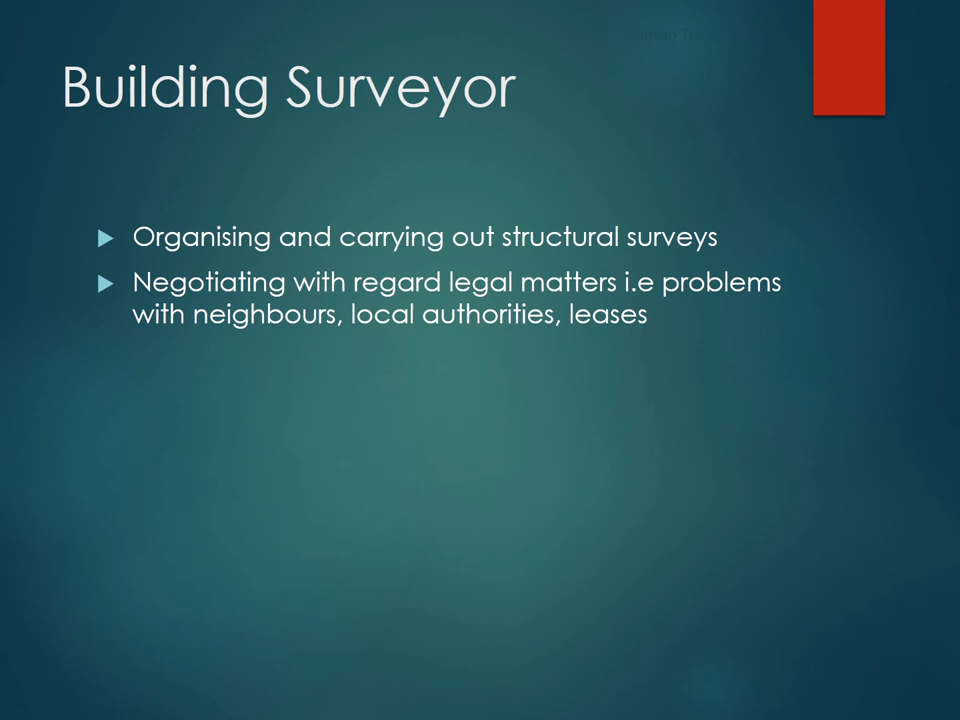 Building Surveyor
Organising and carrying out structural surveys
Negotiating with regard legal matters i.e problems
with neighbours, local authorities, leases